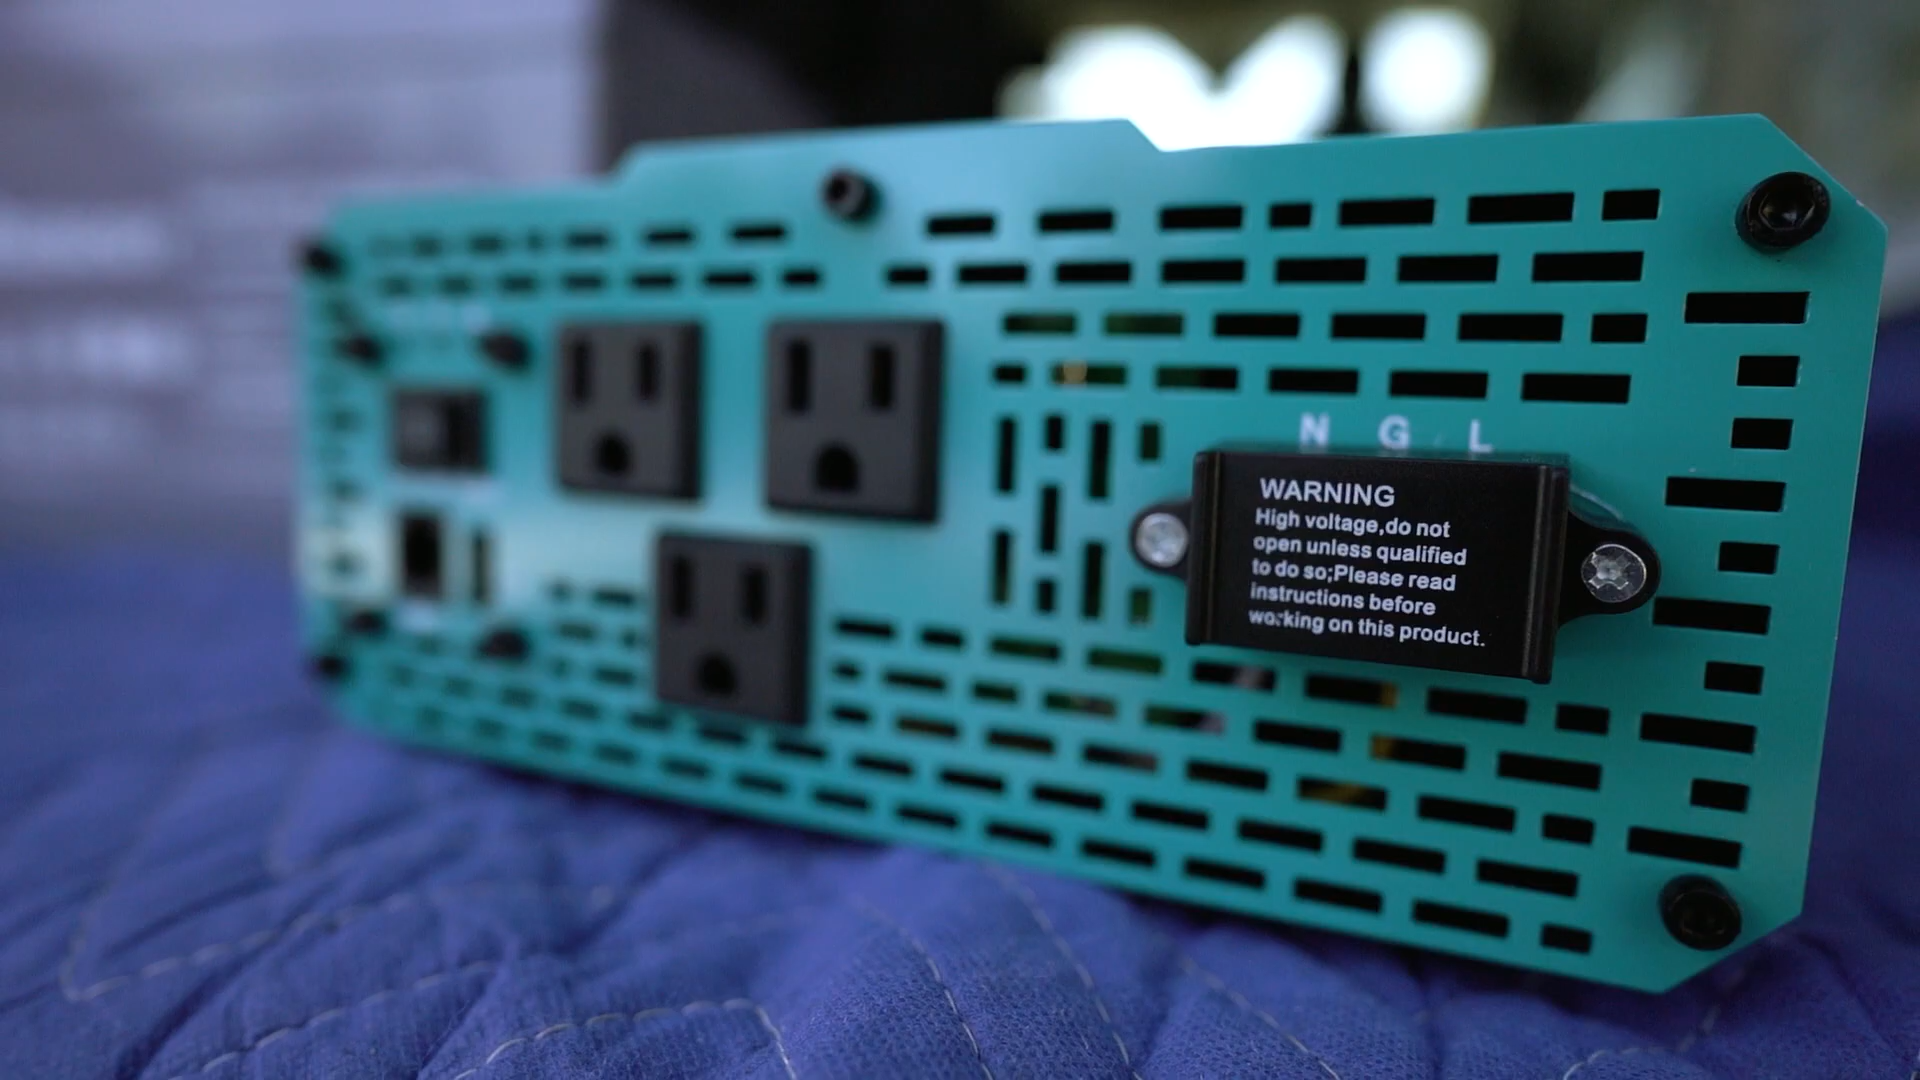 N G L
WARNING
High voltage,do not
open unless qualified
to do so;Please read
instructions before
working on this product.